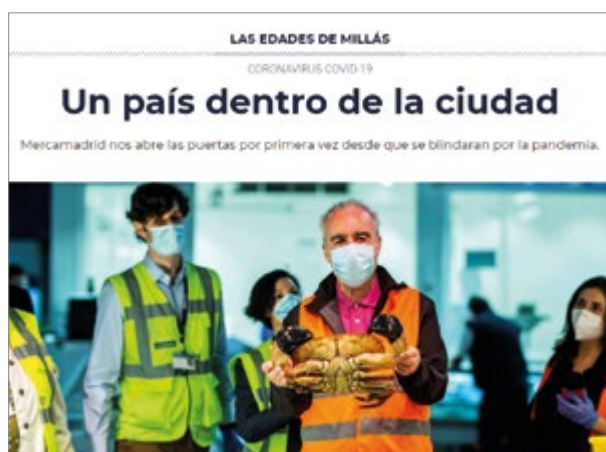 LAS EDADES DE MILLÁS
CORONAVIRUS COVID-19
Un país dentro de la ciudad
Mercamadrid nos abre las puertas por primera vez desde que se blindaran por la pandemia.